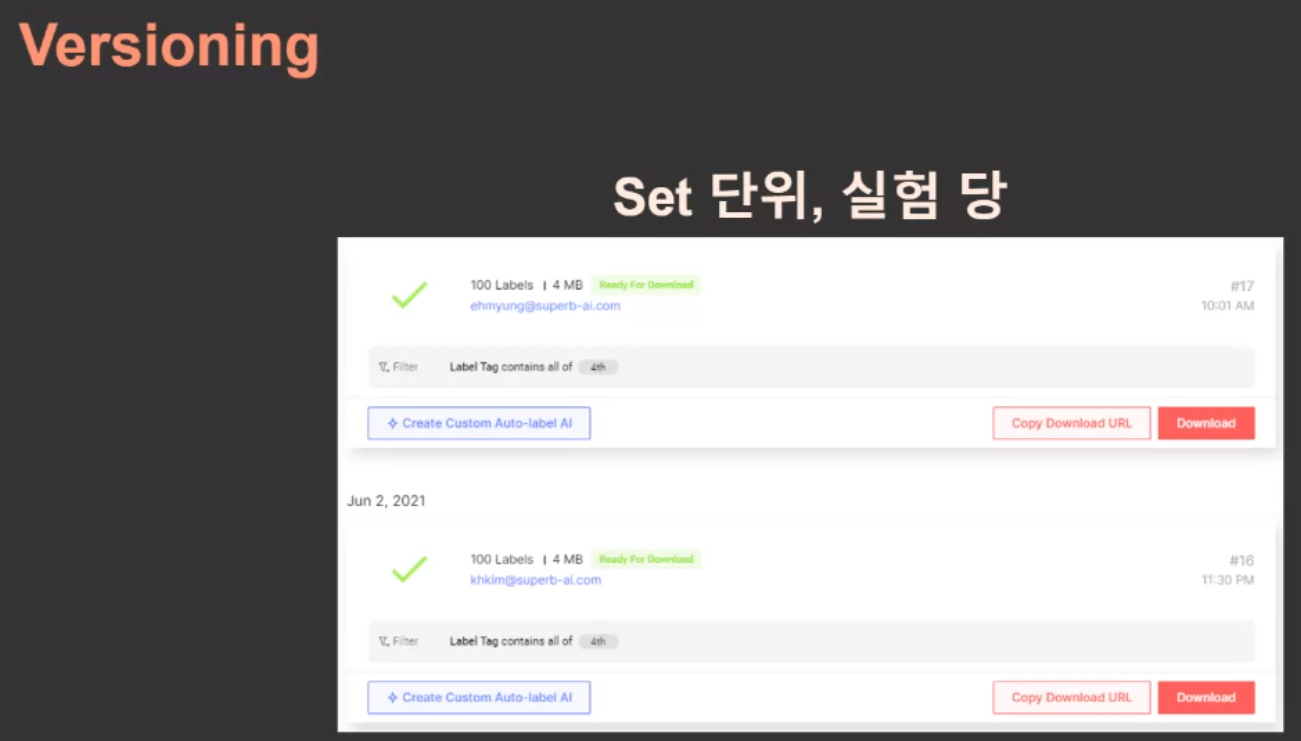 Versioning
Set 단위, 실험 당
100 Labels | 4 MB Ready For Download #17
ehmyung@superb-ai.com 10:01 AM
Filter Label Tag contains all of 4th
Create Custom Auto-label AI Copy Download URL Download
Jun 2, 2021
100 Labels | 4 MB Ready For Download #16
khkim@superb-ai.com 11:30 PM
Filter Label Tag contains all of 4th
Create Custom Auto-label AI Copy Download URL Download